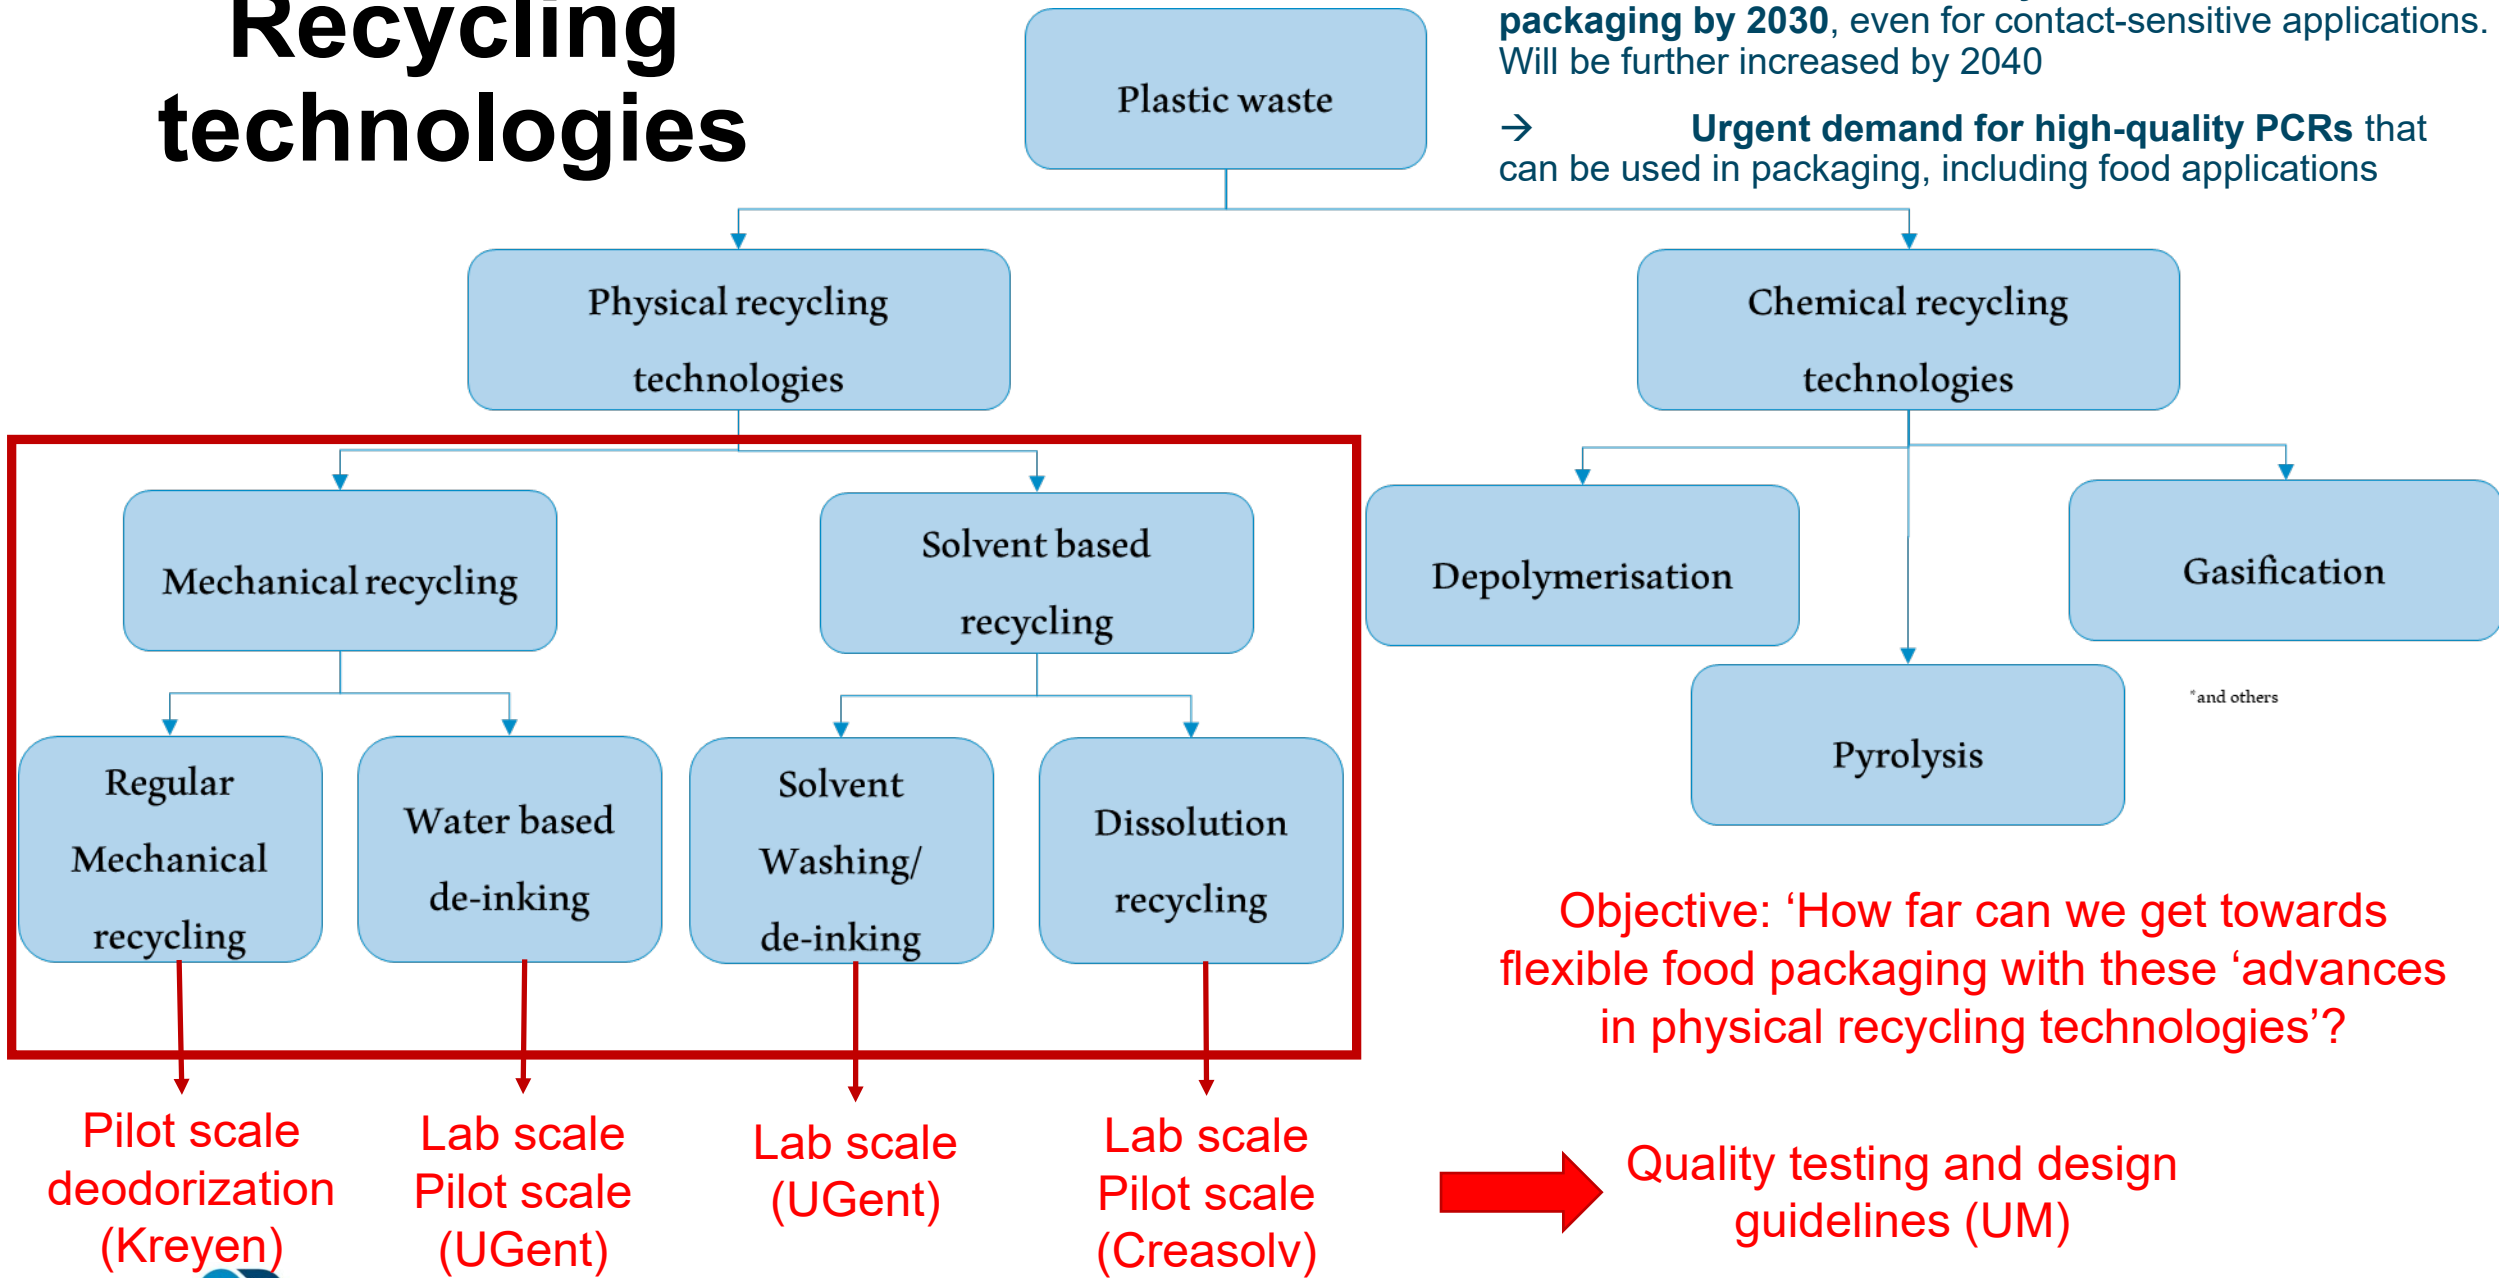 Recycling
technologies
packaging by 2030, even for contact-sensitive applications.
Will be further increased by 2040
→ Urgent demand for high-quality PCRs that
can be used in packaging, including food applications
Plastic waste
Physical recycling
technologies
Chemical recycling
technologies
Mechanical recycling
Solvent based
recycling
Depolymerisation
Gasification
Pyrolysis
*and others
Regular
Mechanical
recycling
Water based
de-inking
Solvent
Washing/
de-inking
Dissolution
recycling
Objective: ‘How far can we get towards
flexible food packaging with these ‘advances
in physical recycling technologies’?
Pilot scale
deodorization
(Kreyen)
Lab scale
Pilot scale
(UGent)
Lab scale
(UGent)
Lab scale
Pilot scale
(Creasolv)
Quality testing and design
guidelines (UM)